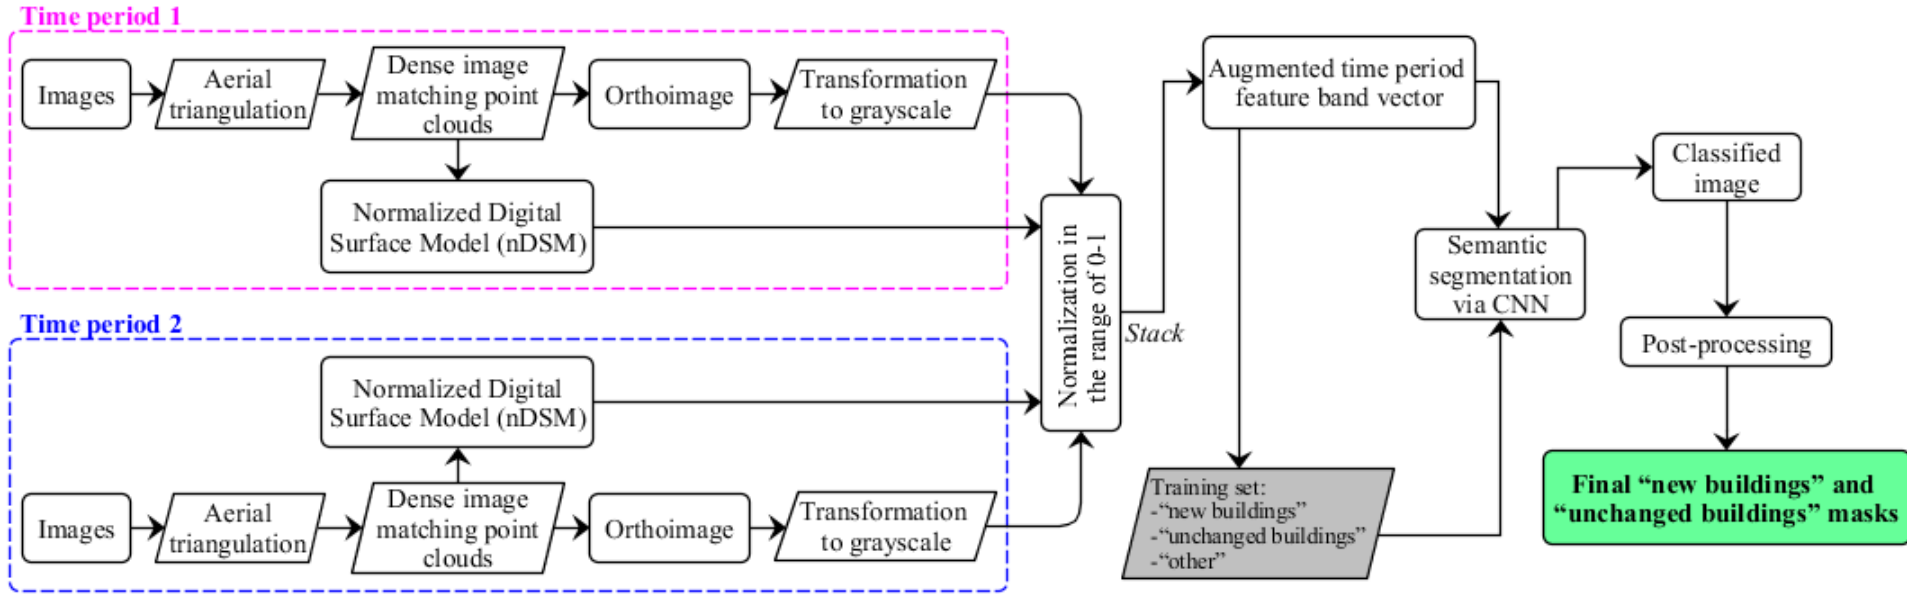 Time period 1
Images
Aerial
triangulation
Dense image
matching point
clouds
Orthoimage
Transformation
to grayscale
Normalized Digital
Surface Model (nDSM)
Time period 2
Normalized Digital
Surface Model (nDSM)
Images
Aerial
triangulation
Dense image
matching point
clouds
Orthoimage
Transformation
to grayscale
Normalization in
the range of 0-1
Stack
Augmented time period
feature band vector
Training set:
-“new buildings”
-“unchanged buildings”
-“other”
Semantic
segmentation
via CNN
Classified
image
Post-processing
Final “new buildings” and
“unchanged buildings” masks